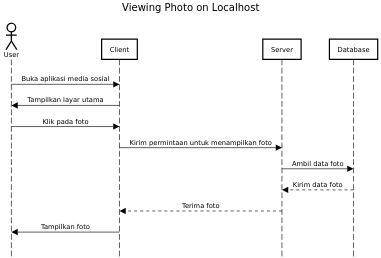 Viewing Photo on Localhost
User
Client
Server
Database
Buka aplikasi media sosial
Tampilkan layar utama
Klik pada foto
Kirim permintaan untuk menampilkan foto
Ambil data foto
Kirim data foto
Terima foto
Tampilkan foto